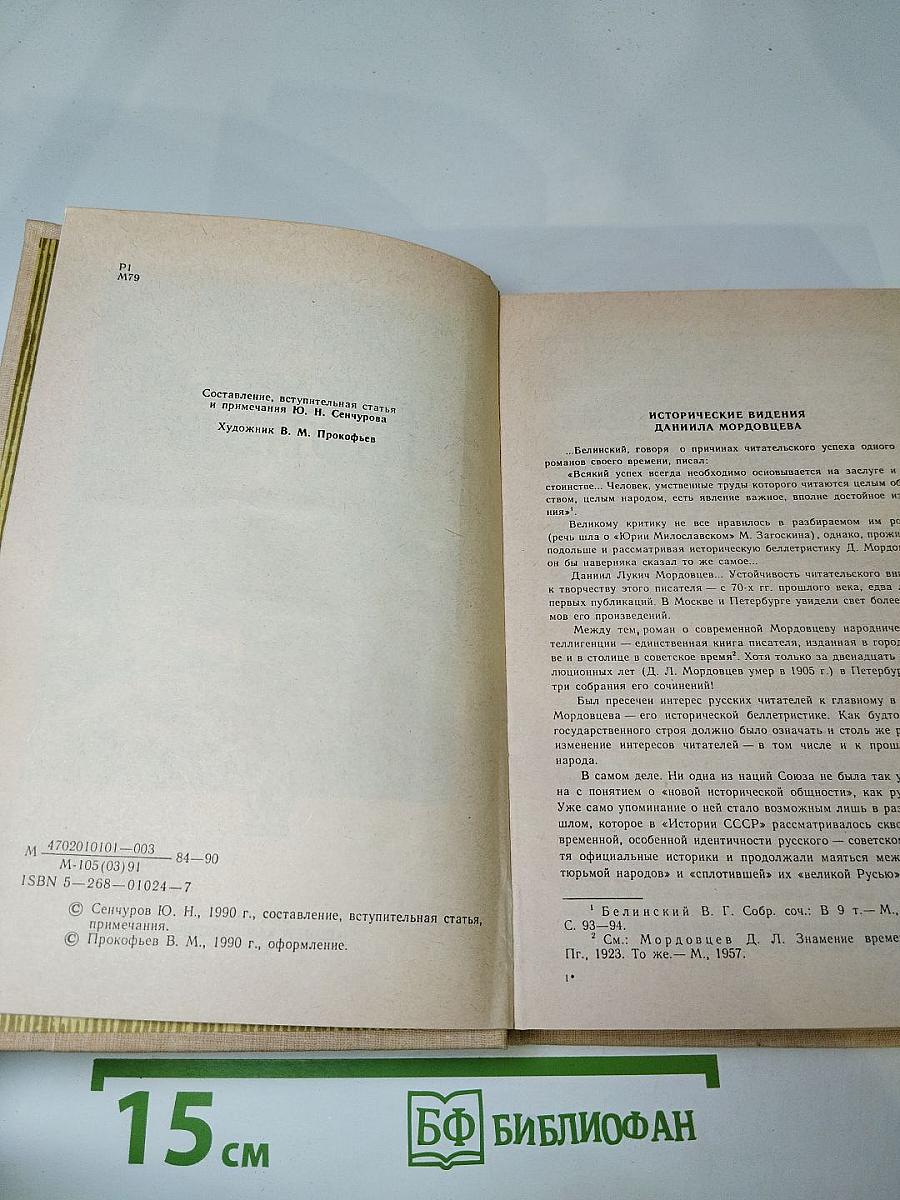 Р1
М79
Составление, вступительная статья
и примечания Ю. Н. Сенчурова
Художник В. М. Прокофьев
М 4702010101—003 84—90
М-105(03)91
ISBN 5—268—01024—7
© Сенчуров Ю. Н., 1990 г., составление, вступительная статья,
примечания.
© Прокофьев В. М., 1990 г., оформление.
ИСТОРИЧЕСКИЕ ВИДЕНИЯ
ДАНИИЛА МОРДОВЦЕВА
...Белинский, говоря о причинах читательского успеха одного
романов своего времени, писал:
«Всякий успех всегда необходимо основывается на заслуге и
стоинстве... Человек, умственные труды которого читаются целым об
ством, целым народом, есть явление важное, вполне достойное из
ния»¹.
Великому критику не все нравилось в разбираемом им ро
(речь шла о «Юрии Милославском» М. Загоскина), однако, прожи
подольше и рассматривая историческую беллетристику Д. Мордов
он бы наверняка сказал то же самое...
Даниил Лукич Мордовцев... Устойчивость читательского вни
к творчеству этого писателя — с 70-х гг. прошлого века, едва л
первых публикаций. В Москве и Петербурге увидели свет более
мов его произведений.
Между тем, роман о современной Мордовцеву народниче
теллигенции — единственная книга писателя, изданная в город
ве и в столице в советское время². Хотя только за двенадцать
люционных лет (Д. Л. Мордовцев умер в 1905 г.) в Петербур
три собрания его сочинений!
Был пресечен интерес русских читателей к главному в
Мордовцева — его исторической беллетристике. Как будто
государственного строя должно было означать и столь же р
изменение интересов читателей — в том числе и к прош
народа.
В самом деле. Ни одна из наций Союза не была так у
на с понятием о «новой исторической общности», как ру
Уже само упоминание о ней стало возможным лишь в раз
шлом, которое в «Истории СССР» рассматривалось скво
временной, особенной идентичности русского — советском
тя официальные историки и продолжали маяться меж
тюрьмой народов» и «сплотившей» их «великой Русью»
¹ Белинский В. Г. Собр. соч.: В 9 т.— М.,
С. 93—94.
² См.: Мордовцев Д. Л. Знамение време
Пг., 1923. То же.— М., 1957.
1*
15 см
БФ БИБЛИОФАН